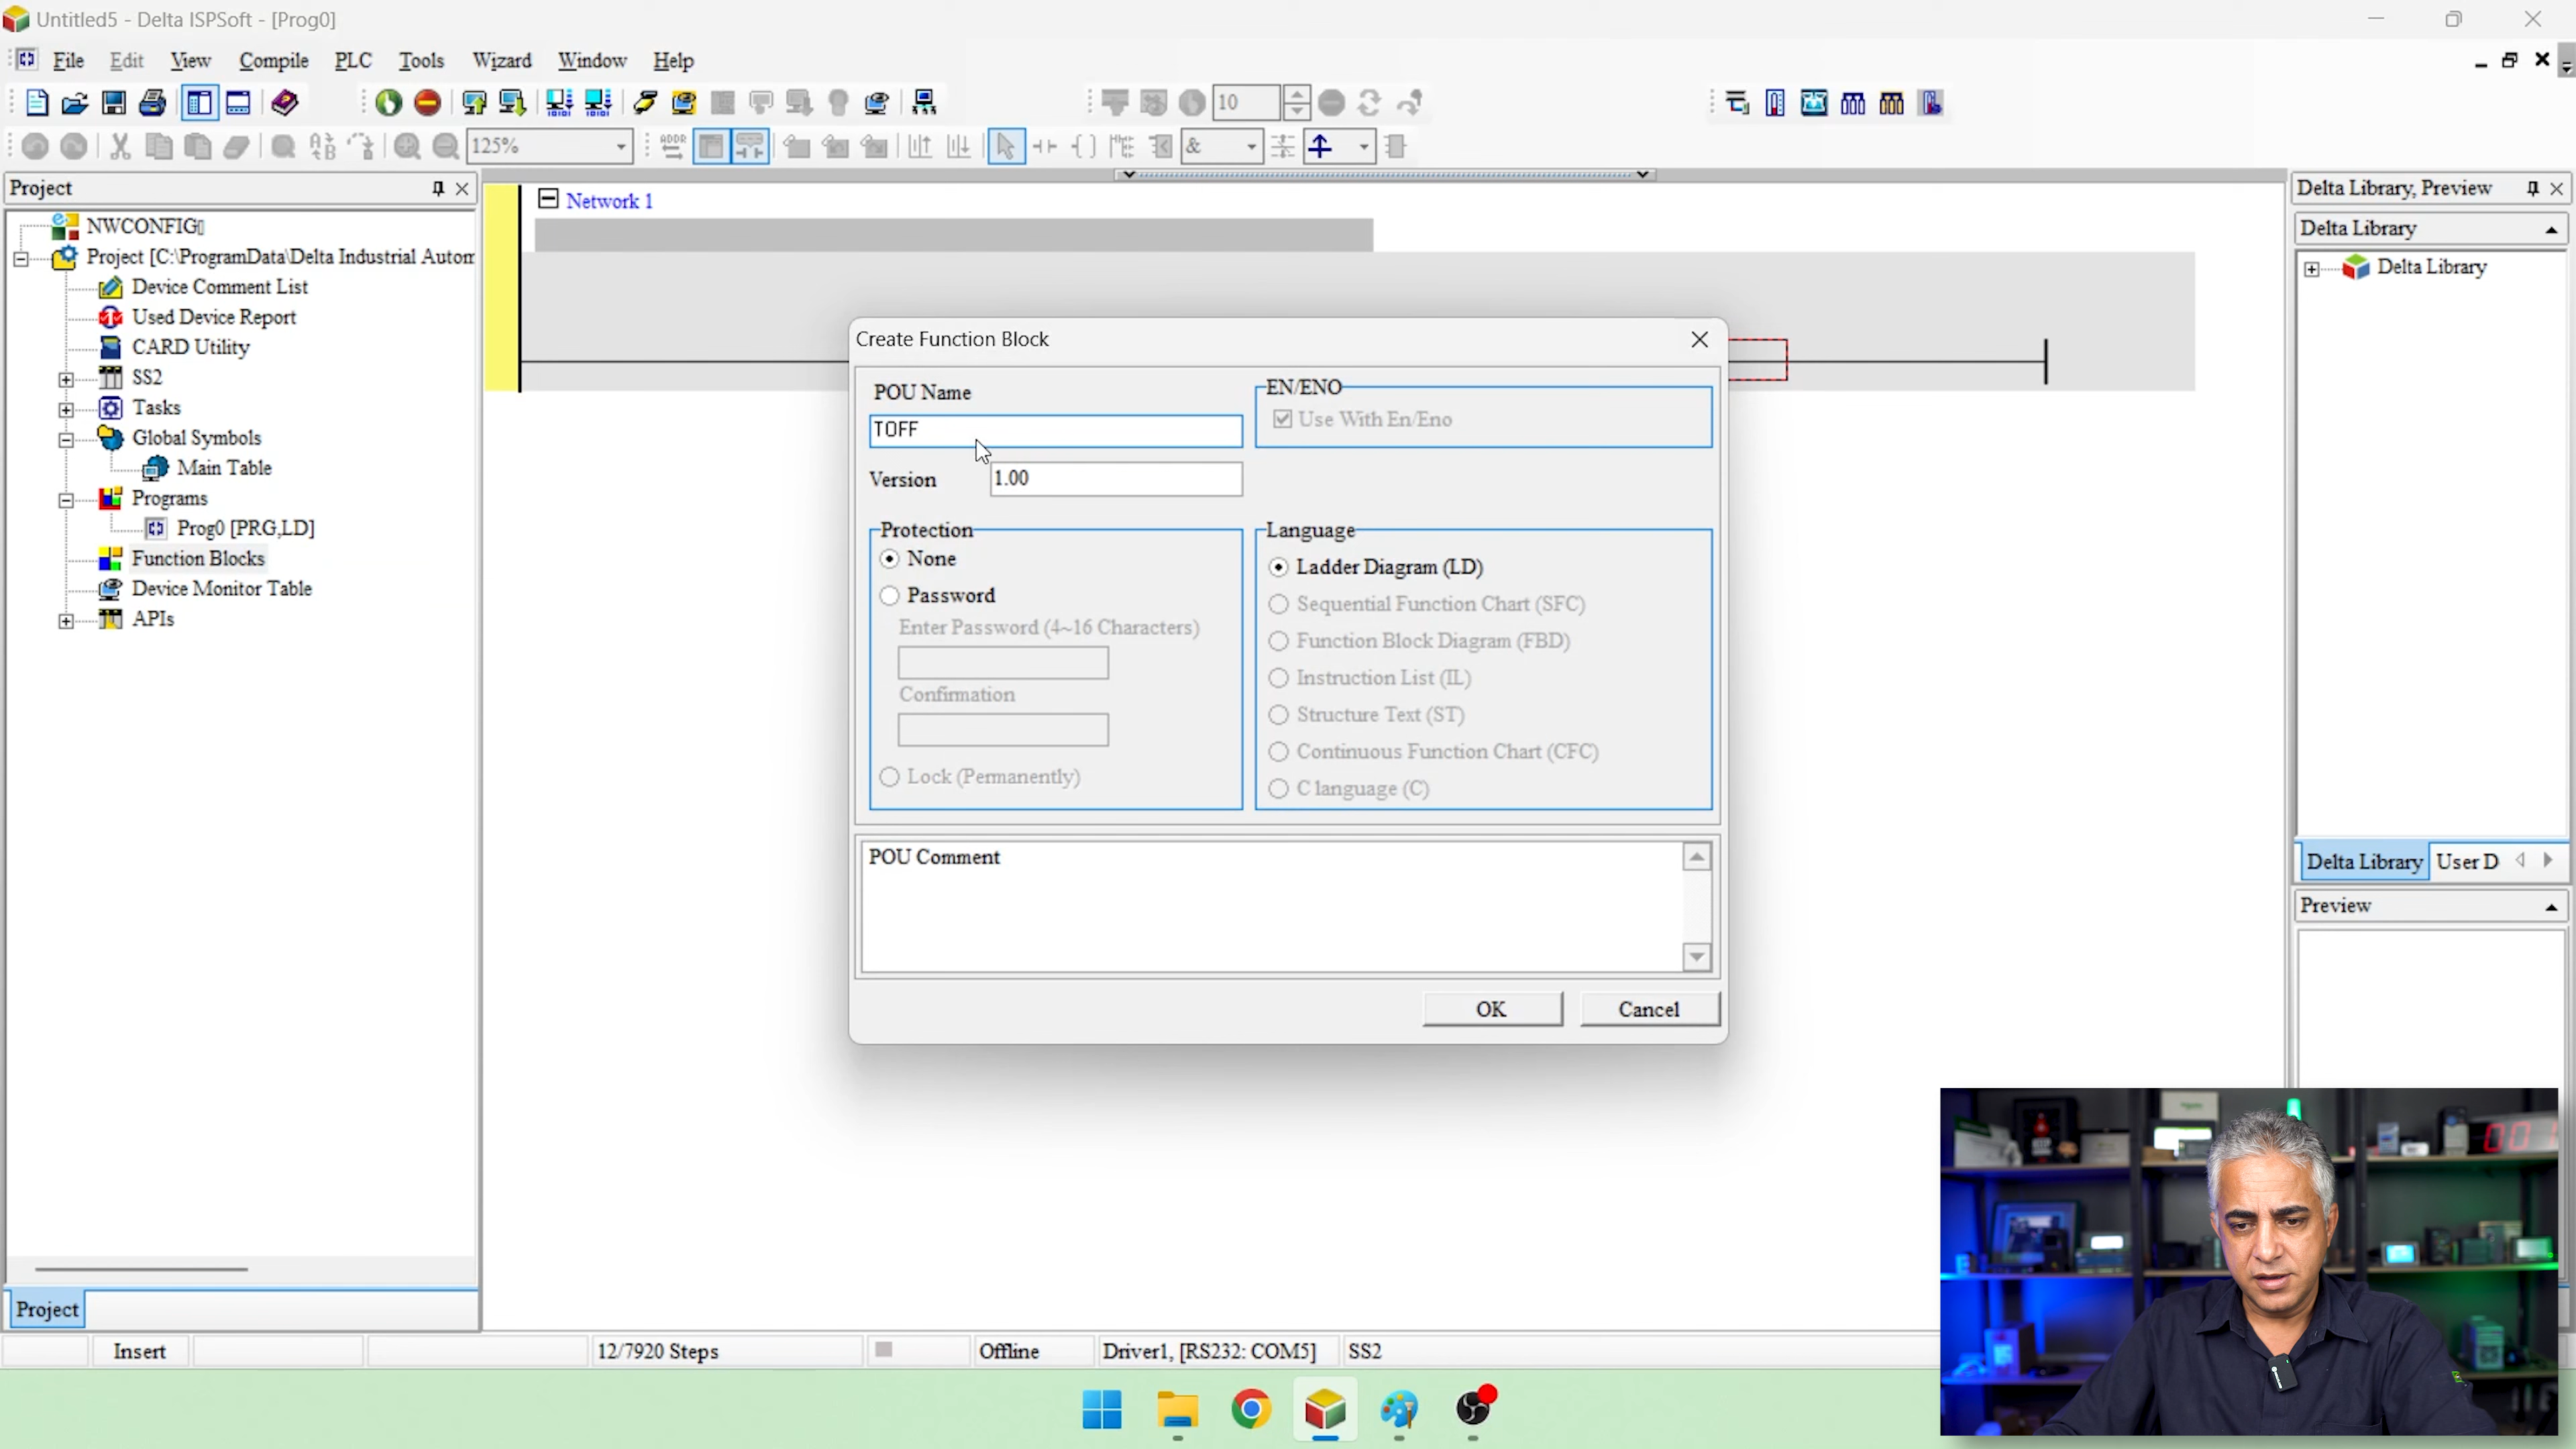 Untitled5 - Delta ISPSoft - [Prog0]
File Edit View Compile PLC Tools Wizard Window Help
10
125%
ADDR
&
Project
NWCONFIG
Project [C:\ProgramData\Delta Industrial Autom
Device Comment List
Used Device Report
CARD Utility
SS2
Tasks
Global Symbols
Main Table
Programs
Prog0 [PRG,LD]
Function Blocks
Device Monitor Table
APIs
Project
Network 1
Create Function Block
POU Name
TOFF
Version 1.00
EN/ENO
Use With En/Eno
Protection
None
Password
Enter Password (4~16 Characters)
Confirmation
Lock (Permanently)
Language
Ladder Diagram (LD)
Sequential Function Chart (SFC)
Function Block Diagram (FBD)
Instruction List (IL)
Structure Text (ST)
Continuous Function Chart (CFC)
C language (C)
POU Comment
OK Cancel
Delta Library, Preview
Delta Library
Delta Library
Delta Library User D
Preview
Insert 12/7920 Steps Offline Driver1, [RS232: COM5] SS2